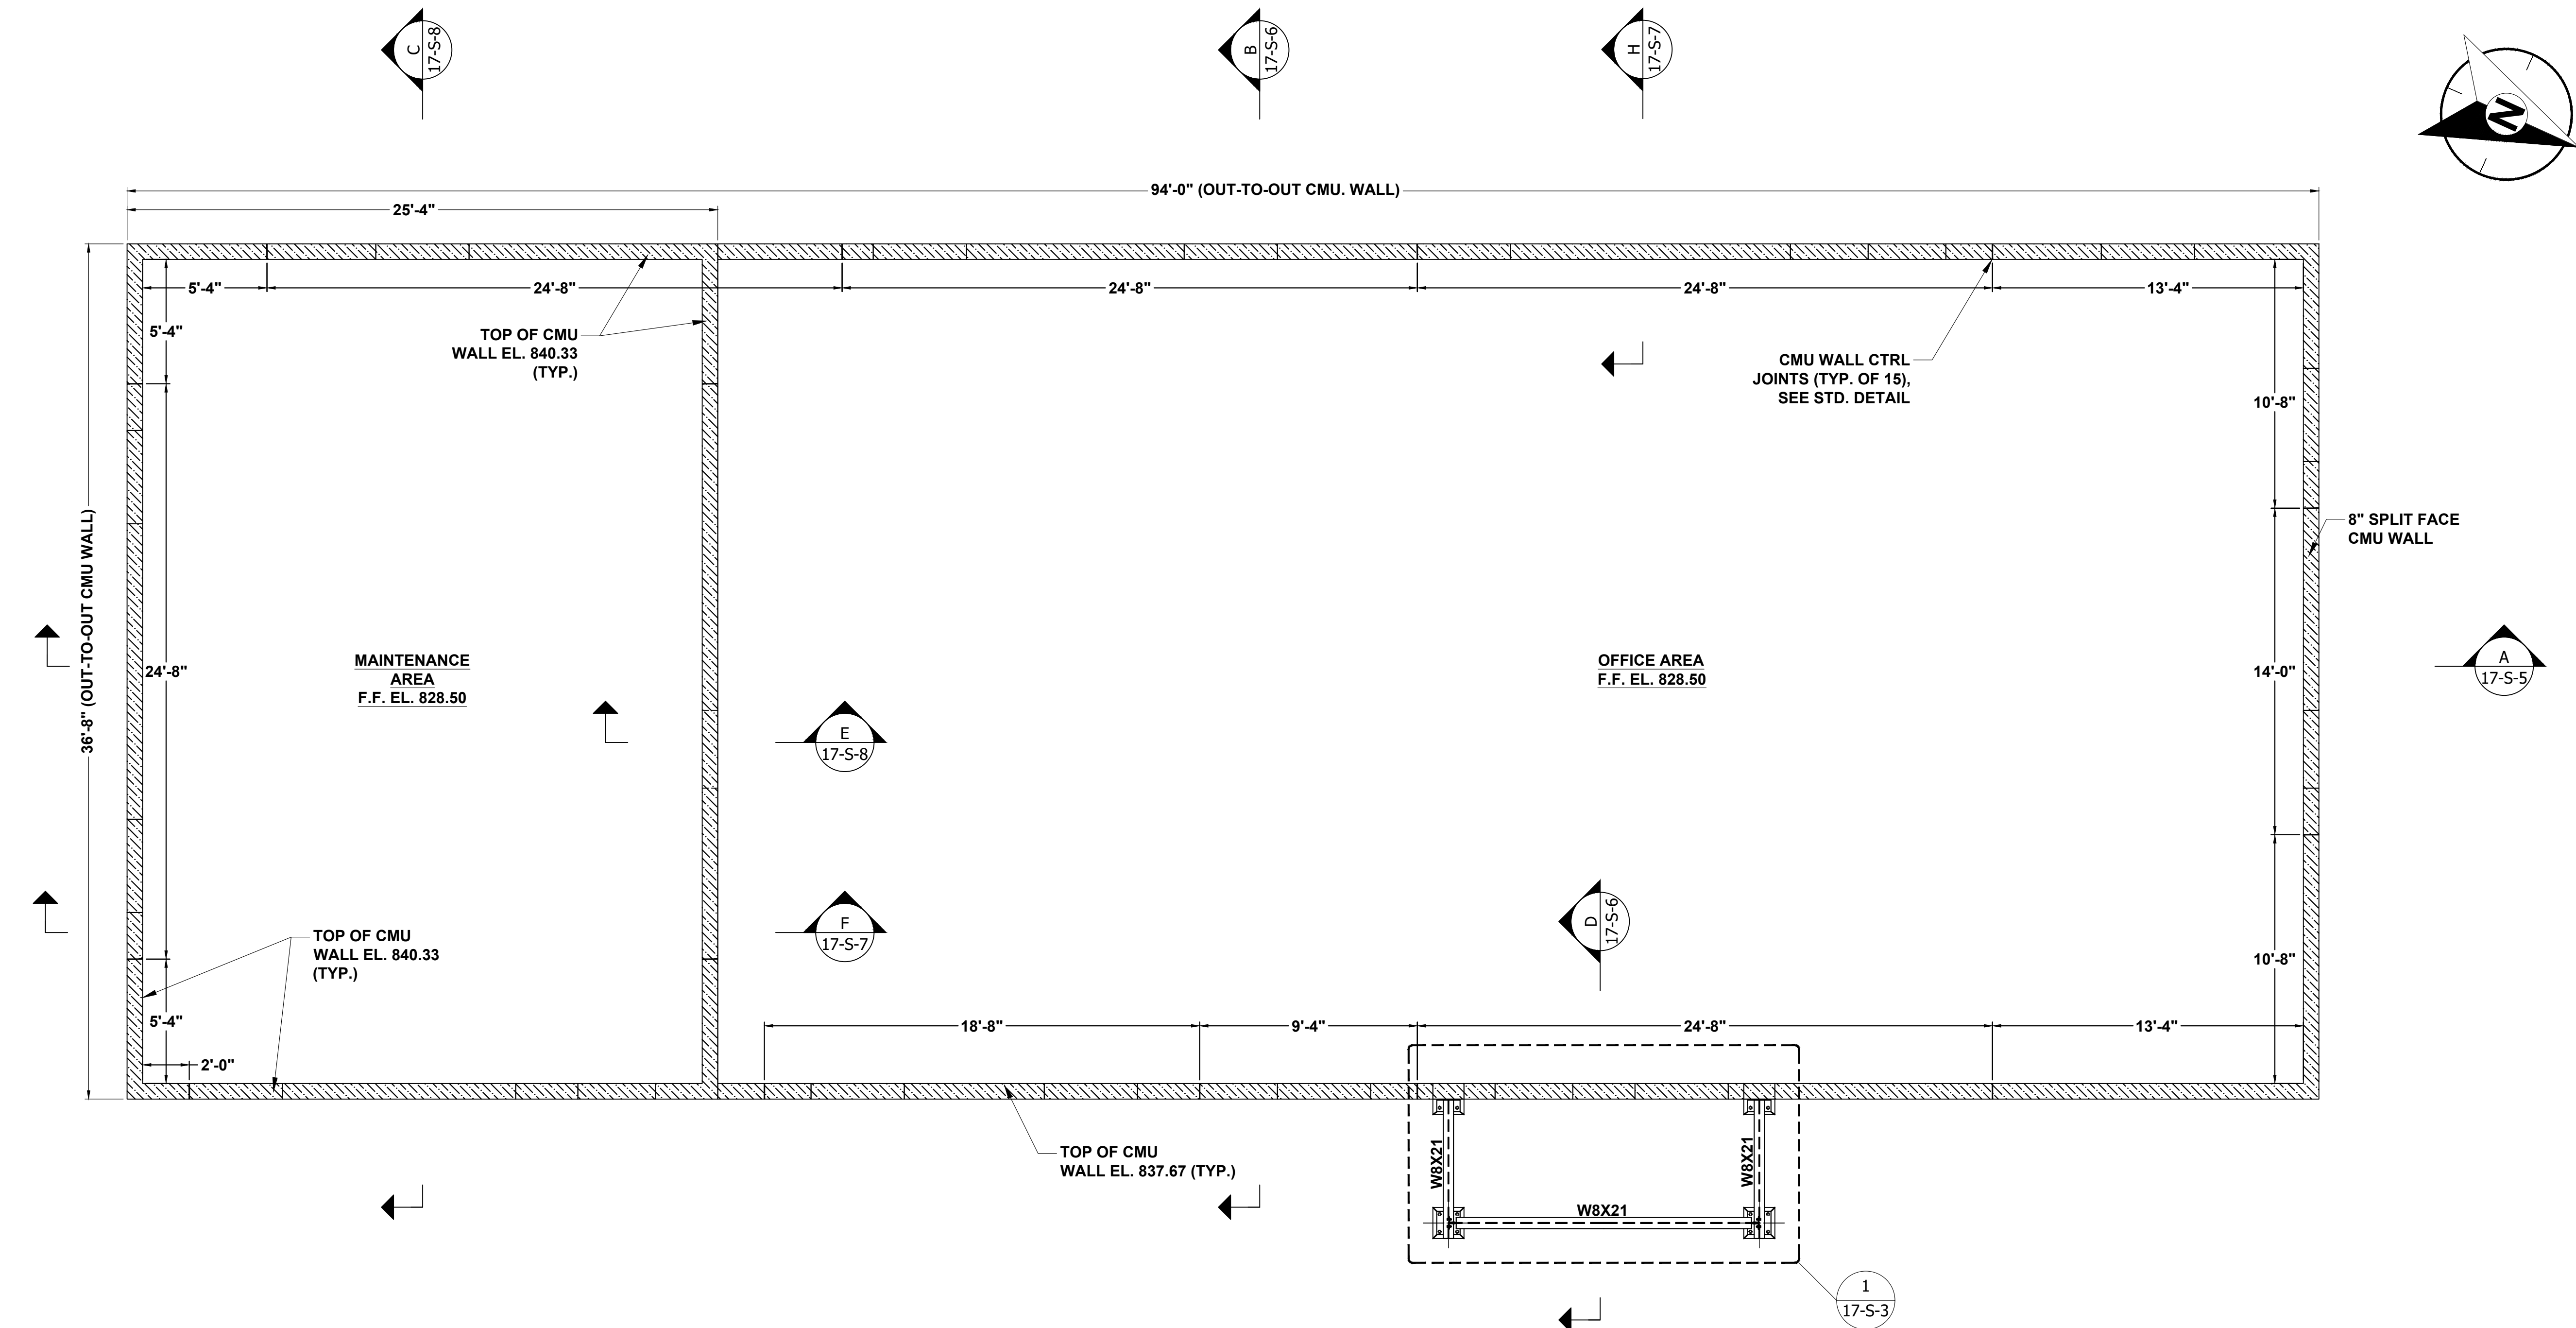 C
17-S-8
B
17-S-6
H
17-S-7
N
94'-0" (OUT-TO-OUT CMU. WALL)
25'-4"
5'-4"
24'-8"
24'-8"
24'-8"
13'-4"
5'-4"
TOP OF CMU
WALL EL. 840.33
(TYP.)
CMU WALL CTRL
JOINTS (TYP. OF 15),
SEE STD. DETAIL
10'-8"
8" SPLIT FACE
CMU WALL
36'-8" (OUT-TO-OUT CMU WALL)
24'-8"
MAINTENANCE
AREA
F.F. EL. 828.50
OFFICE AREA
F.F. EL. 828.50
14'-0"
A
17-S-5
E
17-S-8
F
17-S-7
D
17-S-6
TOP OF CMU
WALL EL. 840.33
(TYP.)
10'-8"
5'-4"
2'-0"
18'-8"
9'-4"
24'-8"
13'-4"
TOP OF CMU
WALL EL. 837.67 (TYP.)
W8X21
W8X21
W8X21
1
17-S-3